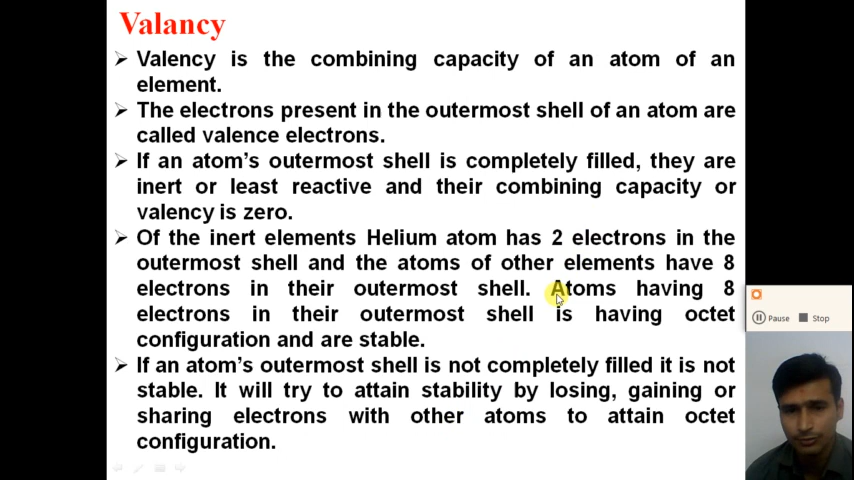 Valancy
Valency is the combining capacity of an atom of an
element.
The electrons present in the outermost shell of an atom are
called valence electrons.
If an atom's outermost shell is completely filled, they are
inert or least reactive and their combining capacity or
valency is zero.
Of the inert elements Helium atom has 2 electrons in the
outermost shell and the atoms of other elements have 8
electrons in their outermost shell. Atoms having 8
electrons in their outermost shell is having octet
configuration and are stable.
If an atom's outermost shell is not completely filled it is not
stable. It will try to attain stability by losing, gaining or
sharing electrons with other atoms to attain octet
configuration.
Pause Stop